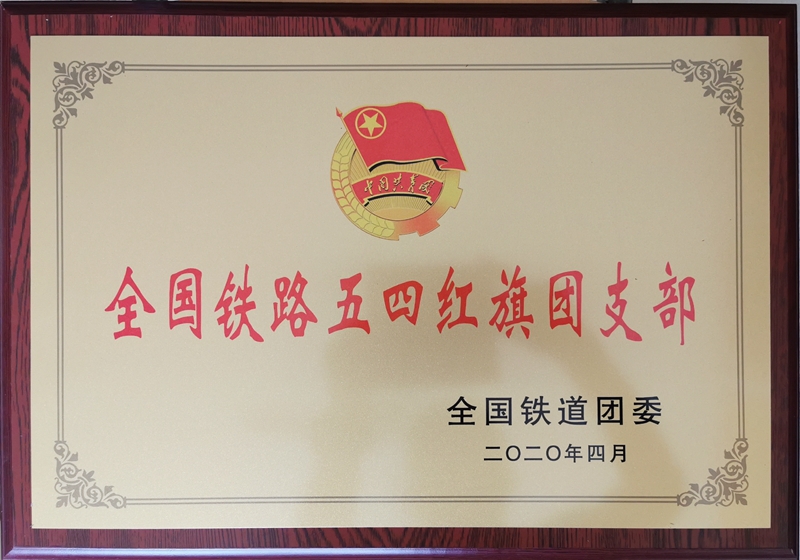 中国共青团
全国铁路五四红旗团支部
全国铁道团委
二〇二〇年四月